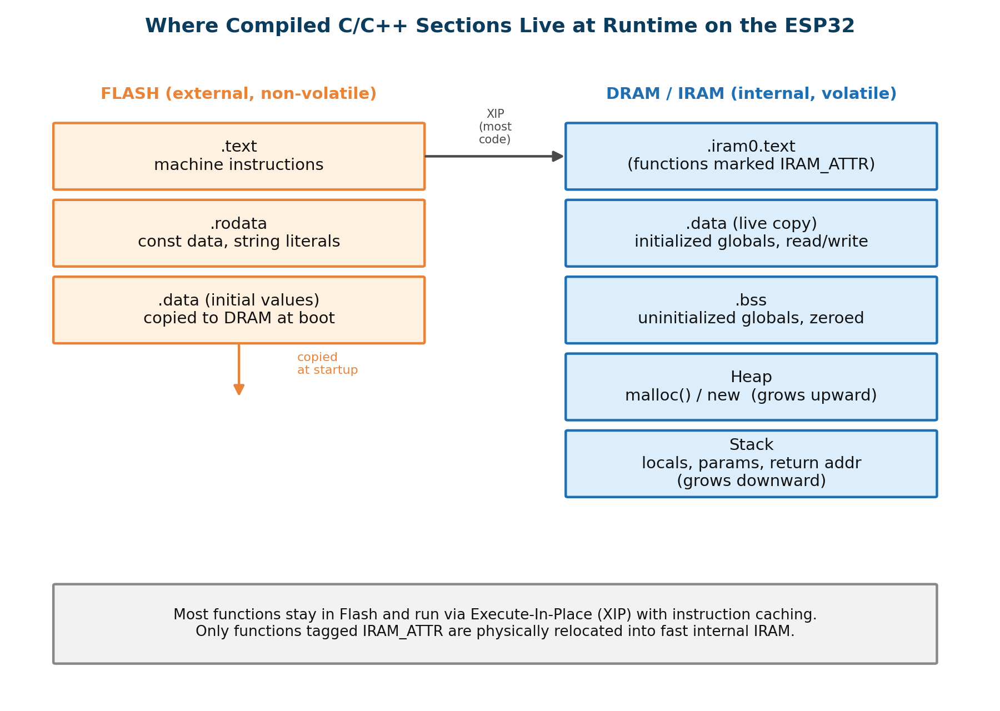 Where Compiled C/C++ Sections Live at Runtime on the ESP32
FLASH (external, non-volatile)
.text
machine instructions
.rodata
const data, string literals
.data (initial values)
copied to DRAM at boot
copied
at startup
XIP
(most
code)
DRAM / IRAM (internal, volatile)
.iram0.text
(functions marked IRAM_ATTR)
.data (live copy)
initialized globals, read/write
.bss
uninitialized globals, zeroed
Heap
malloc() / new  (grows upward)
Stack
locals, params, return addr
(grows downward)
Most functions stay in Flash and run via Execute-In-Place (XIP) with instruction caching.
Only functions tagged IRAM_ATTR are physically relocated into fast internal IRAM.